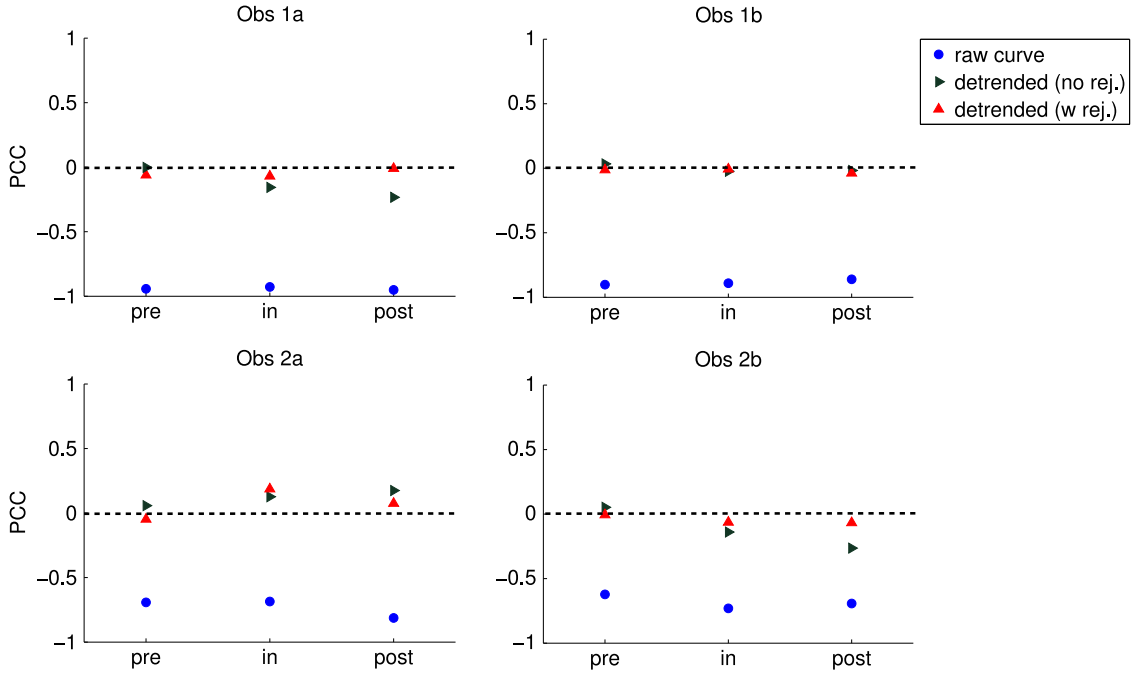 Obs 1a
1
0.5
0
−0.5
−1
PCC
pre in post
Obs 1b
1
0.5
0
−0.5
−1
pre in post
raw curve
detrended (no rej.)
detrended (w rej.)
Obs 2a
1
0.5
0
−0.5
−1
PCC
pre in post
Obs 2b
1
0.5
0
−0.5
−1
pre in post